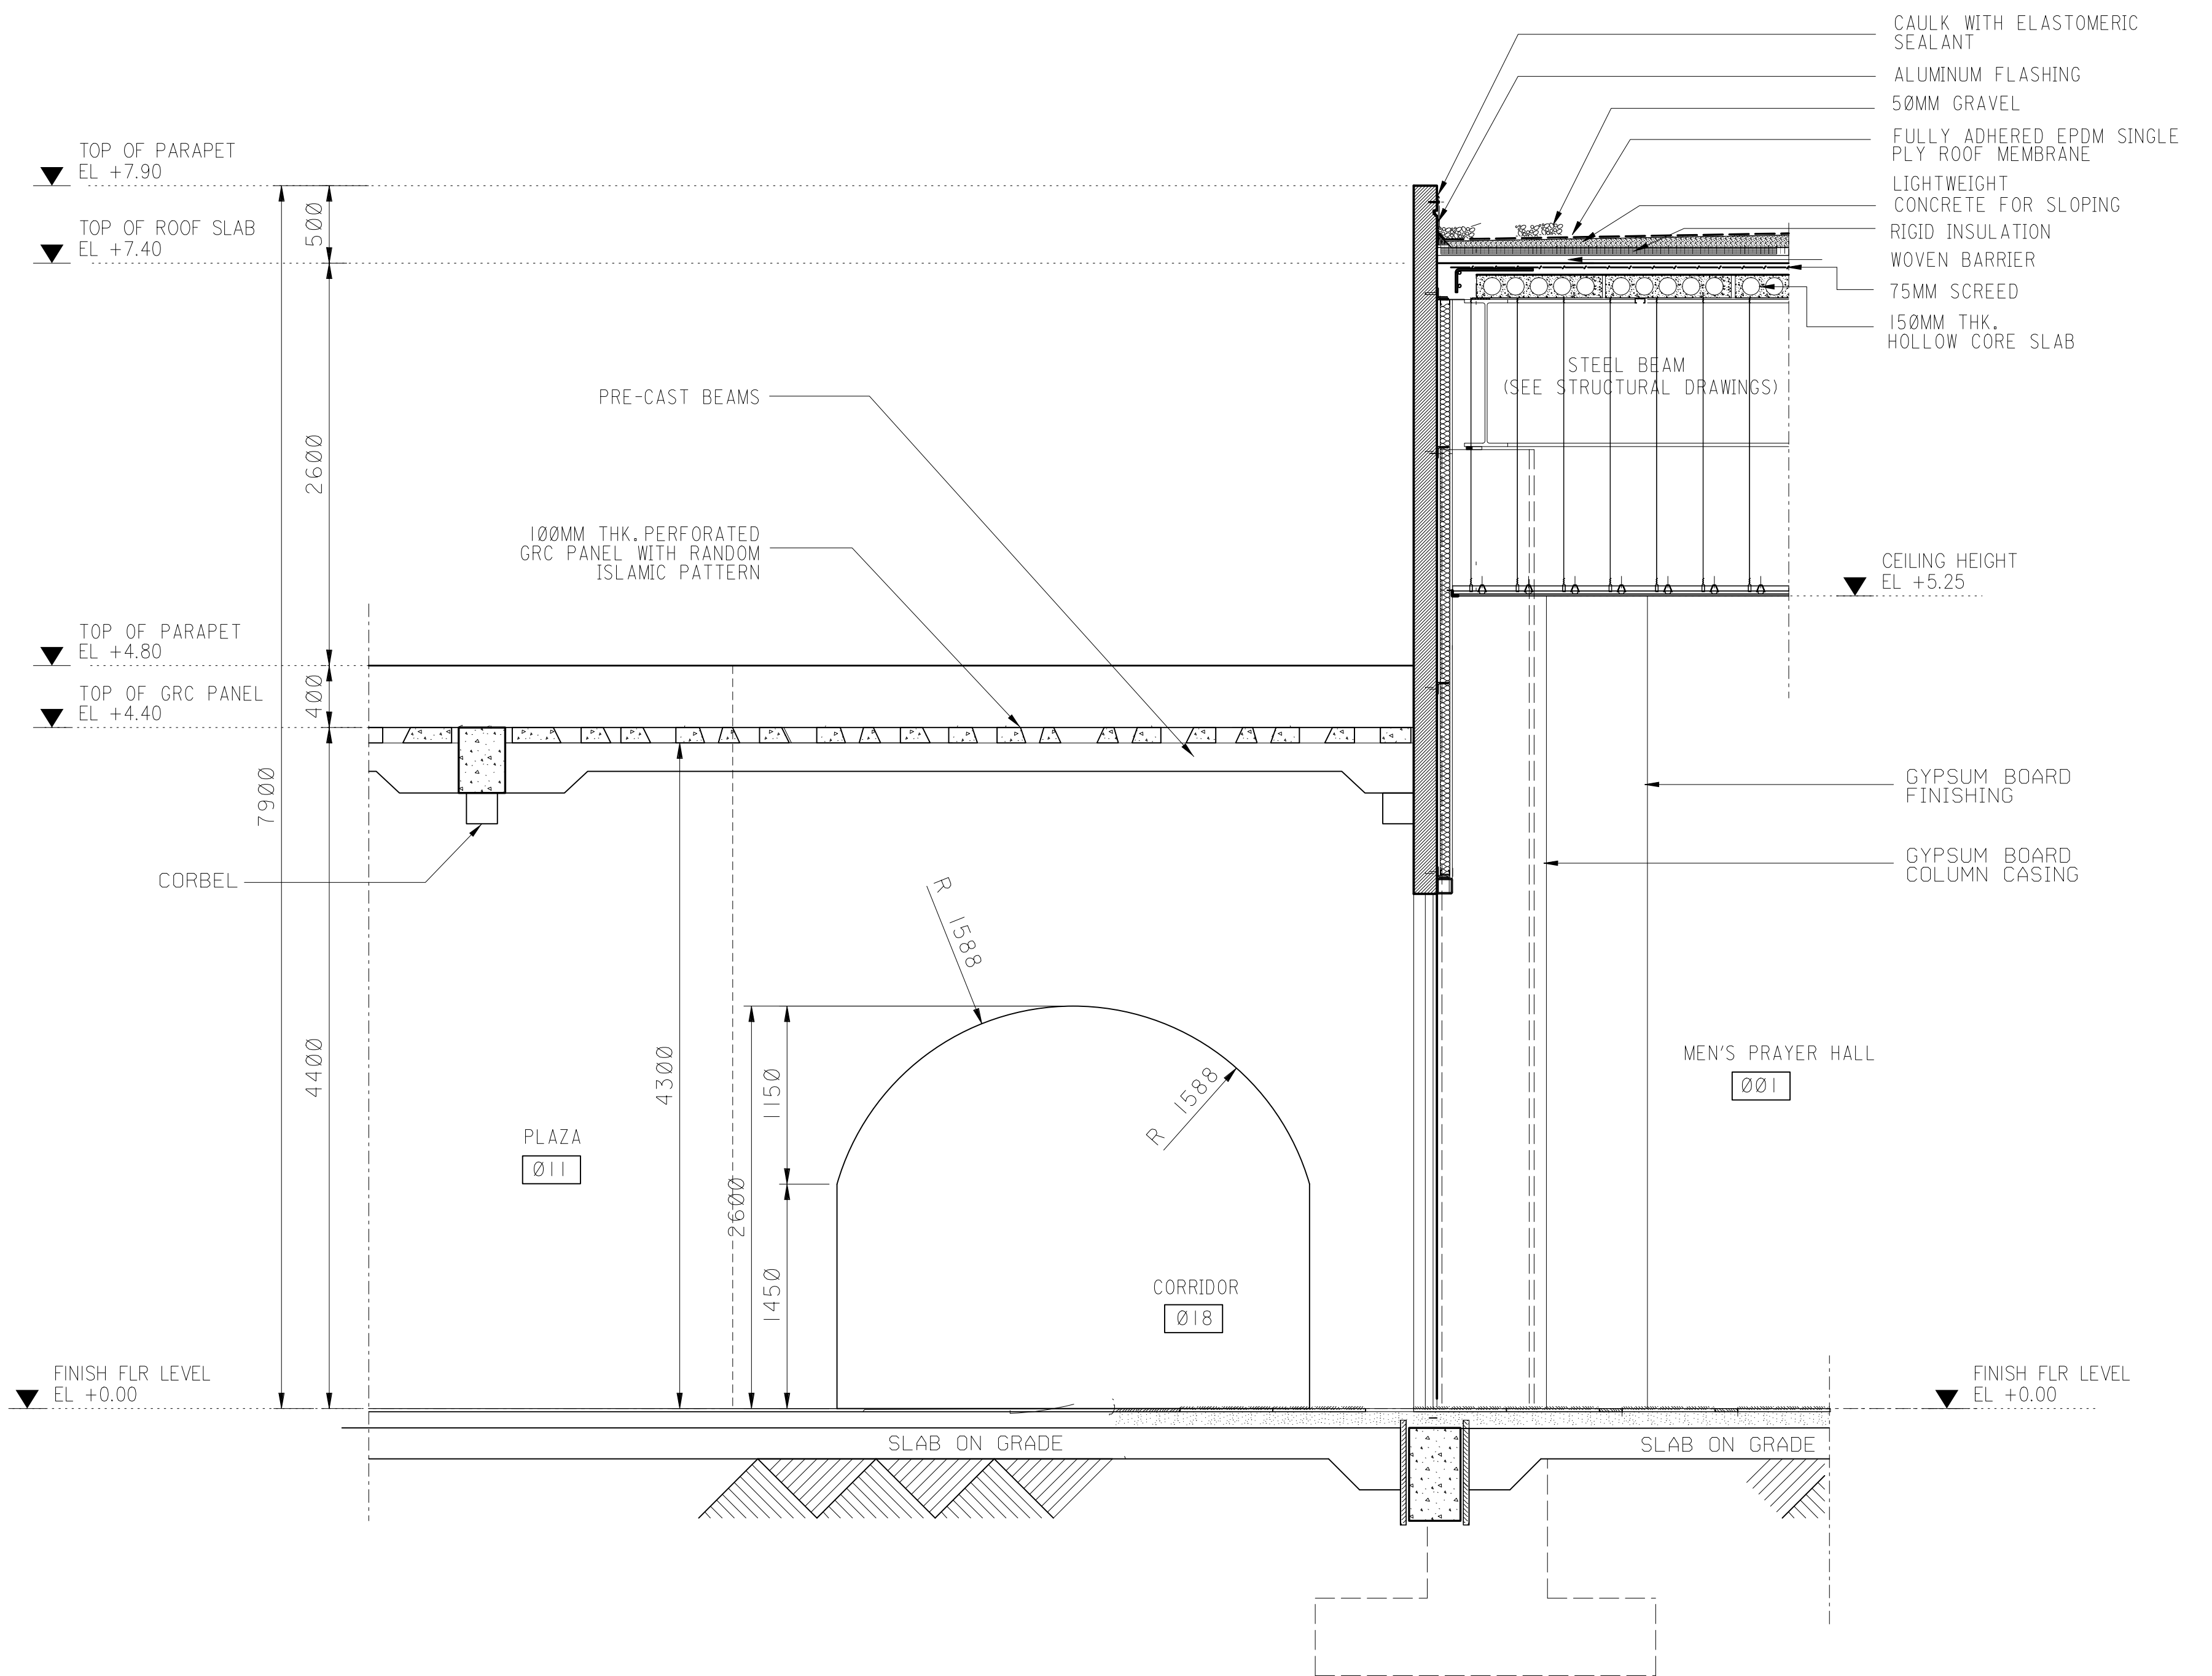 CAULK WITH ELASTOMERIC
SEALANT
ALUMINUM FLASHING
50MM GRAVEL
FULLY ADHERED EPDM SINGLE
PLY ROOF MEMBRANE
LIGHTWEIGHT
CONCRETE FOR SLOPING
RIGID INSULATION
WOVEN BARRIER
75MM SCREED
150MM THK.
HOLLOW CORE SLAB
TOP OF PARAPET
EL +7.90
TOP OF ROOF SLAB
EL +7.40
500
STEEL BEAM
(SEE STRUCTURAL DRAWINGS)
PRE-CAST BEAMS
2600
100MM THK. PERFORATED
GRC PANEL WITH RANDOM
ISLAMIC PATTERN
CEILING HEIGHT
EL +5.25
TOP OF PARAPET
EL +4.80
400
TOP OF GRC PANEL
EL +4.40
7900
GYPSUM BOARD
FINISHING
GYPSUM BOARD
COLUMN CASING
CORBEL
R 1588
4400
4300
1150
R 1588
MEN'S PRAYER HALL
001
PLAZA
011
2600
1450
CORRIDOR
018
FINISH FLR LEVEL
EL +0.00
FINISH FLR LEVEL
EL +0.00
SLAB ON GRADE
SLAB ON GRADE